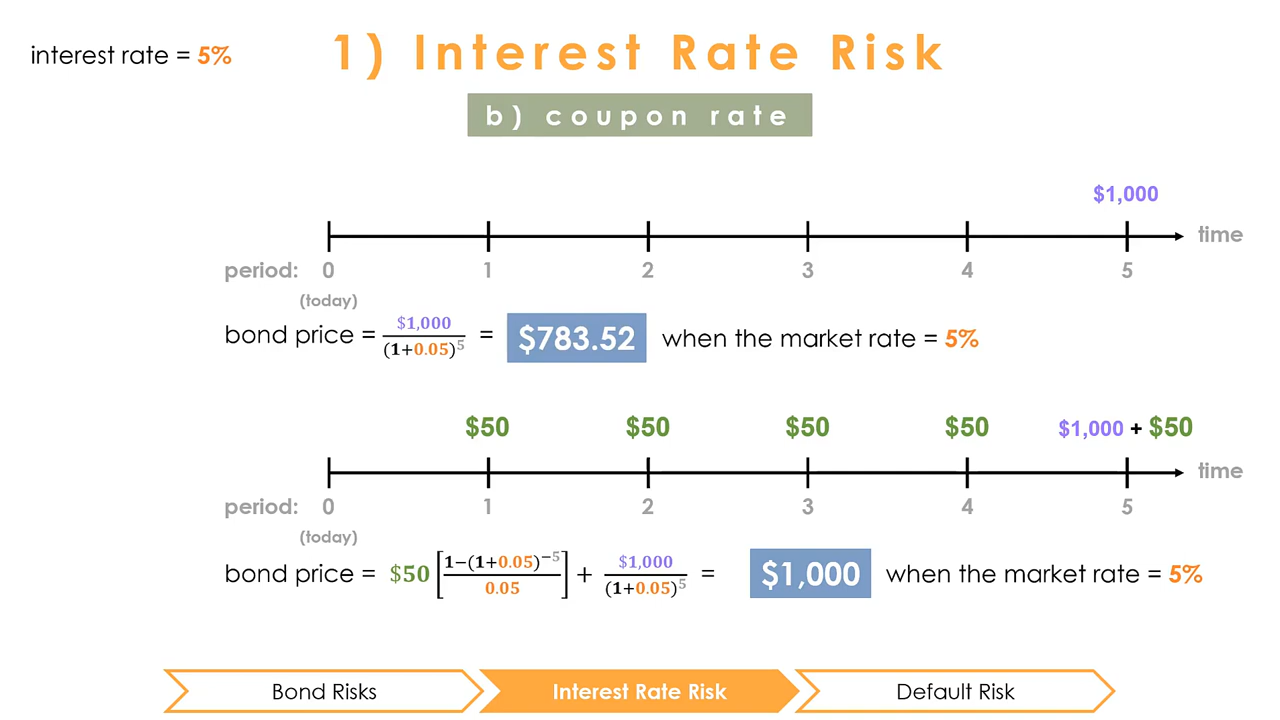 interest rate = 5%
1) Interest Rate Risk
b) coupon rate
$1,000
time
period: 0 1 2 3 4 5
(today)
bond price = $1,000 / (1+0.05)^5 = $783.52 when the market rate = 5%
$50 $50 $50 $50 $1,000 + $50
time
period: 0 1 2 3 4 5
(today)
bond price = $50 [1−(1+0.05)^−5 / 0.05] + $1,000 / (1+0.05)^5 = $1,000 when the market rate = 5%
Bond Risks Interest Rate Risk Default Risk